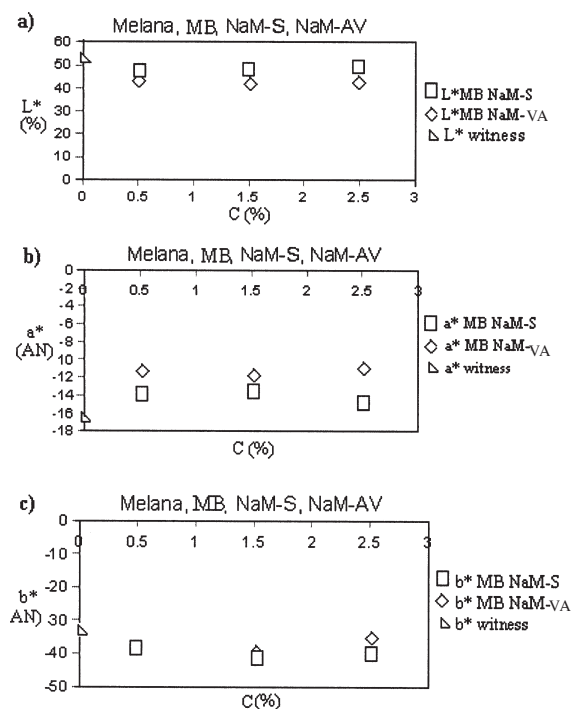 a)
Melana, MB, NaM-S, NaM-AV
60
50
40
30
20
10
0
L*
(%)
0 0.5 1 1.5 2 2.5 3
C (%)
L*MB NaM-S
L*MB NaM-VA
L* witness
b)
Melana, MB, NaM-S, NaM-AV
0
-2
-4
-6
-8
-10
-12
-14
-16
-18
a*
(AN)
0 0.5 1 1.5 2 2.5 3
C (%)
a* MB NaM-S
a* MB NaM-VA
a* witness
c)
Melana, MB, NaM-S, NaM-AV
0
-10
-20
-30
-40
-50
b*
AN)
0.5 1 1.5 2 2.5 3
C(%)
b* MB NaM-S
b* MB NaM-VA
b* witness